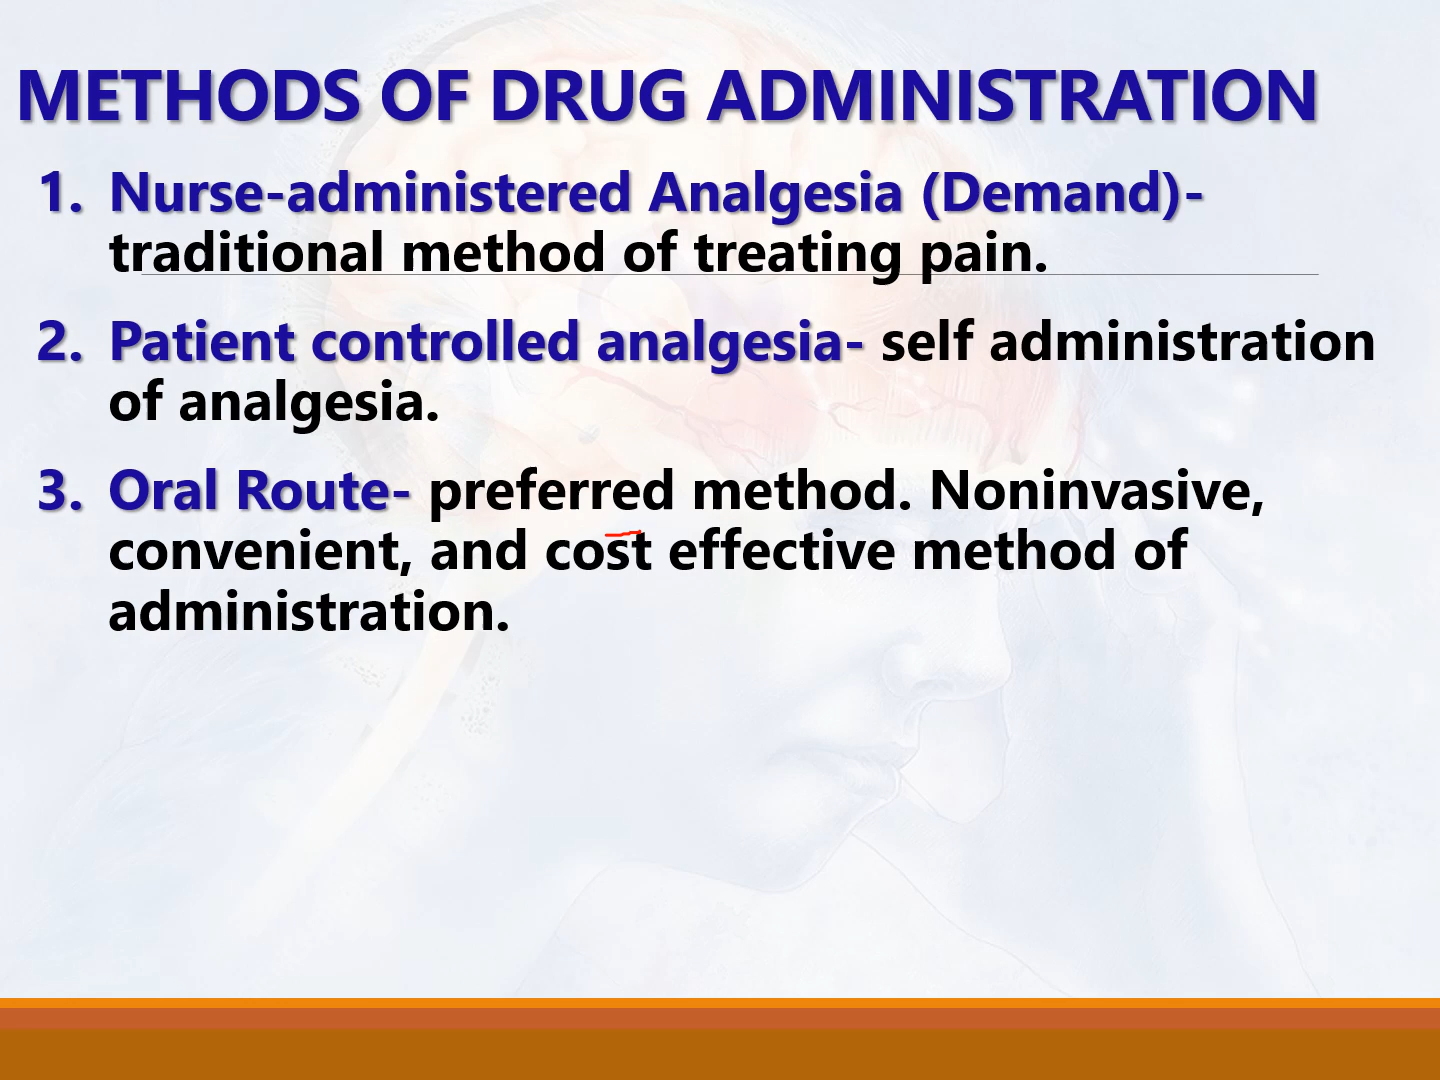 METHODS OF DRUG ADMINISTRATION
1. Nurse-administered Analgesia (Demand)-
traditional method of treating pain.
2. Patient controlled analgesia- self administration
of analgesia.
3. Oral Route- preferred method. Noninvasive,
convenient, and cost effective method of
administration.